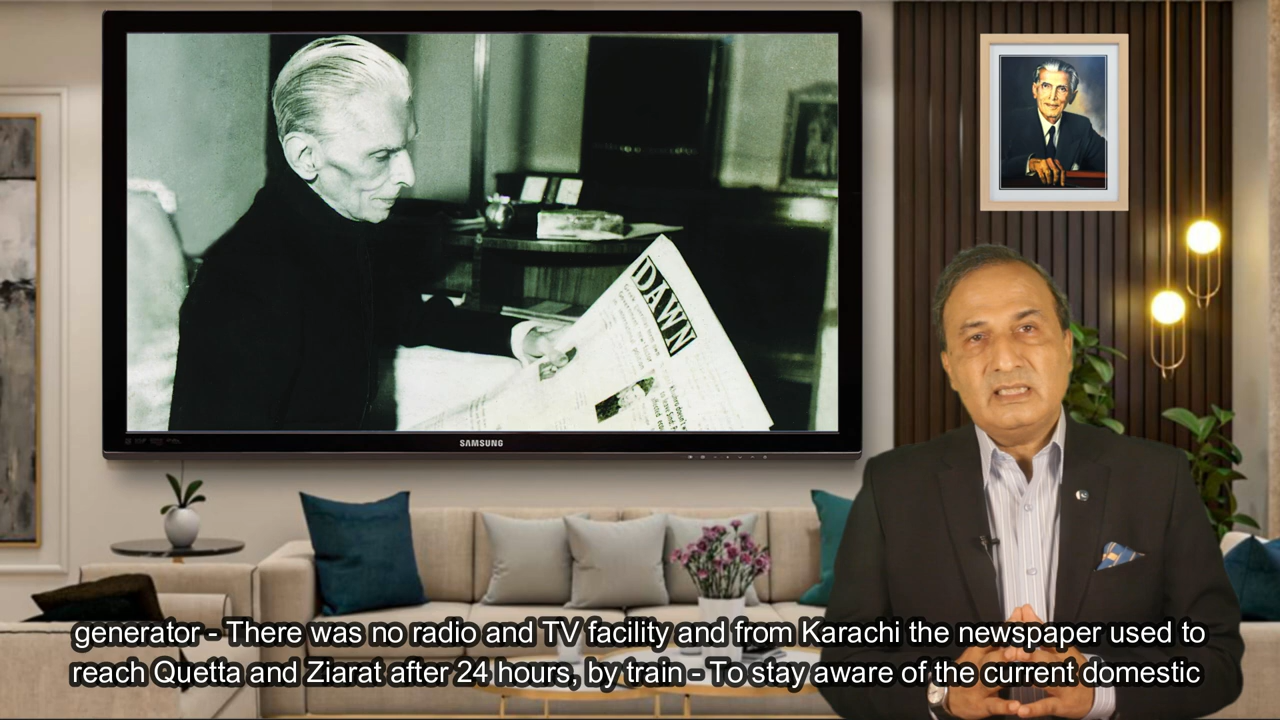 DAWN
SAMSUNG
generator - There was no radio and TV facility and from Karachi the newspaper used to
reach Quetta and Ziarat after 24 hours, by train - To stay aware of the current domestic